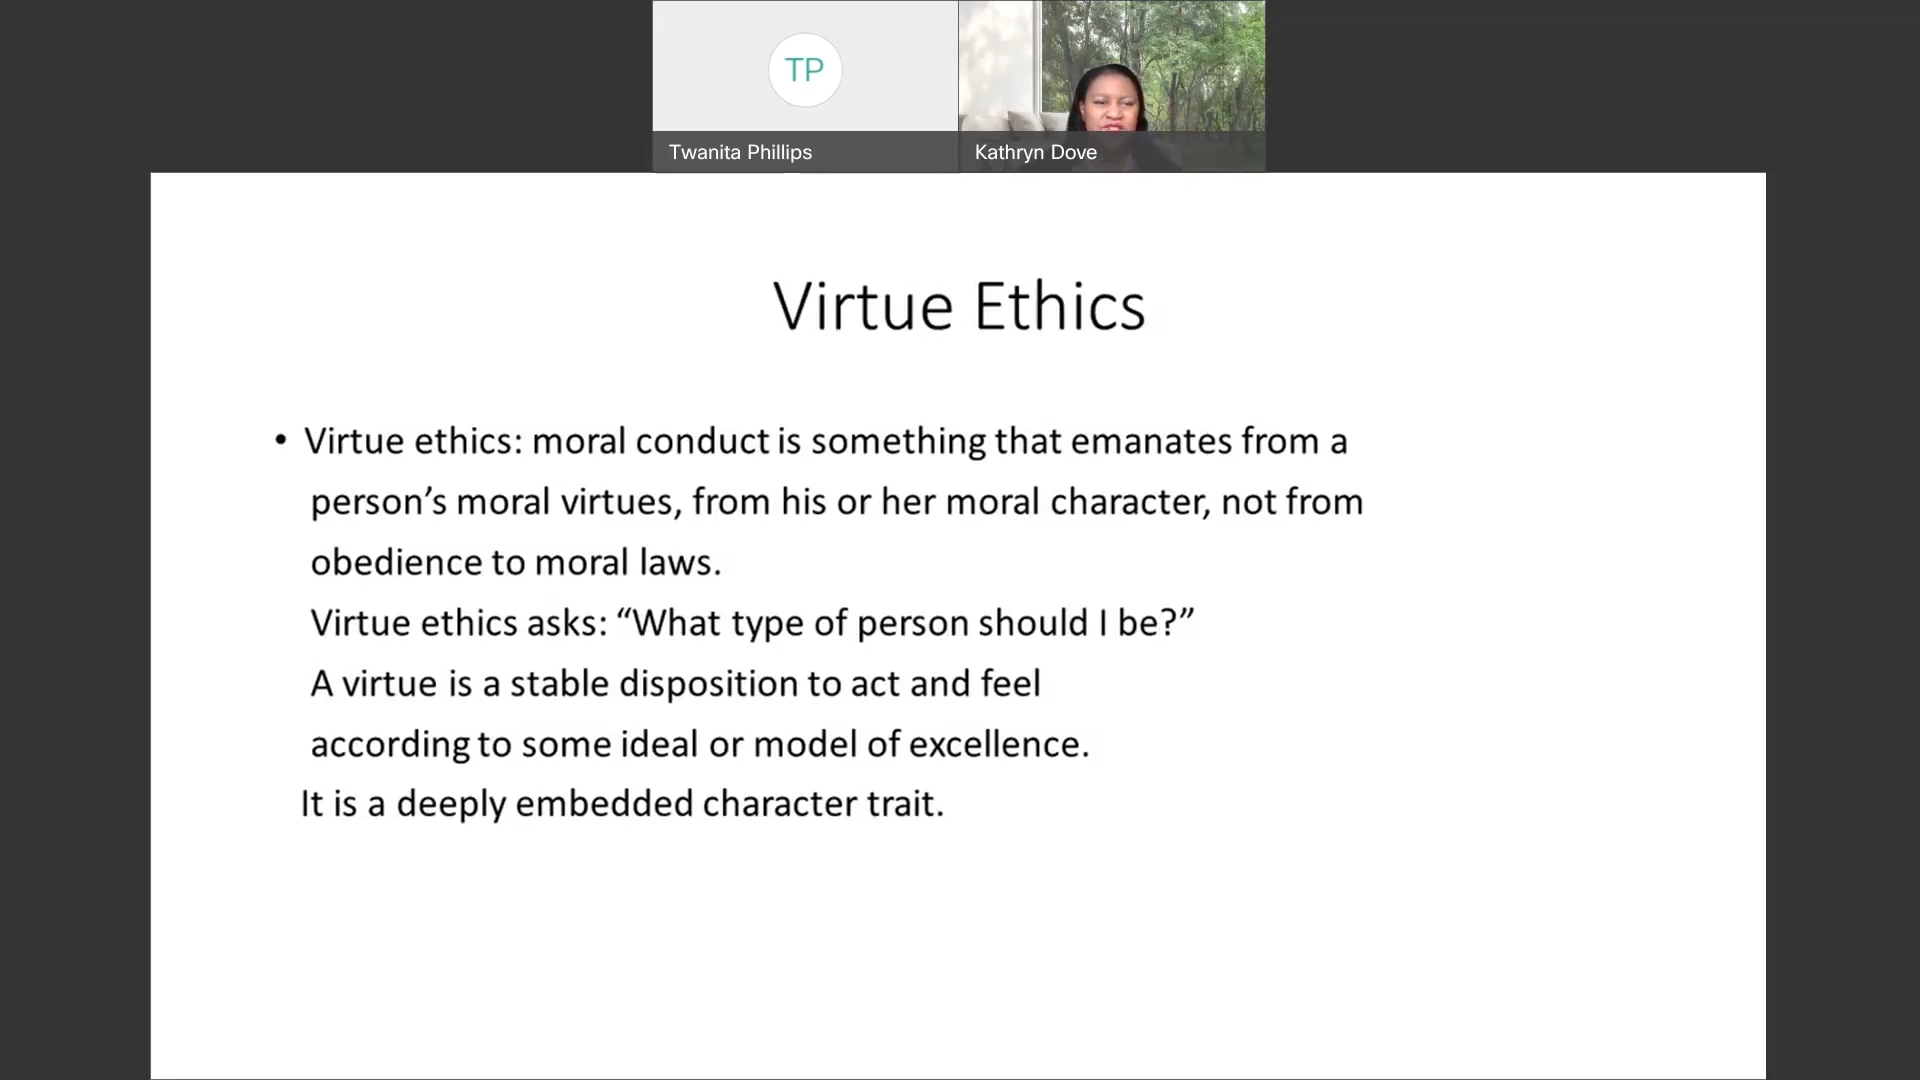 TP
Twanita Phillips
Kathryn Dove
Virtue Ethics
• Virtue ethics: moral conduct is something that emanates from a
person’s moral virtues, from his or her moral character, not from
obedience to moral laws.
Virtue ethics asks: “What type of person should I be?”
A virtue is a stable disposition to act and feel
according to some ideal or model of excellence.
It is a deeply embedded character trait.